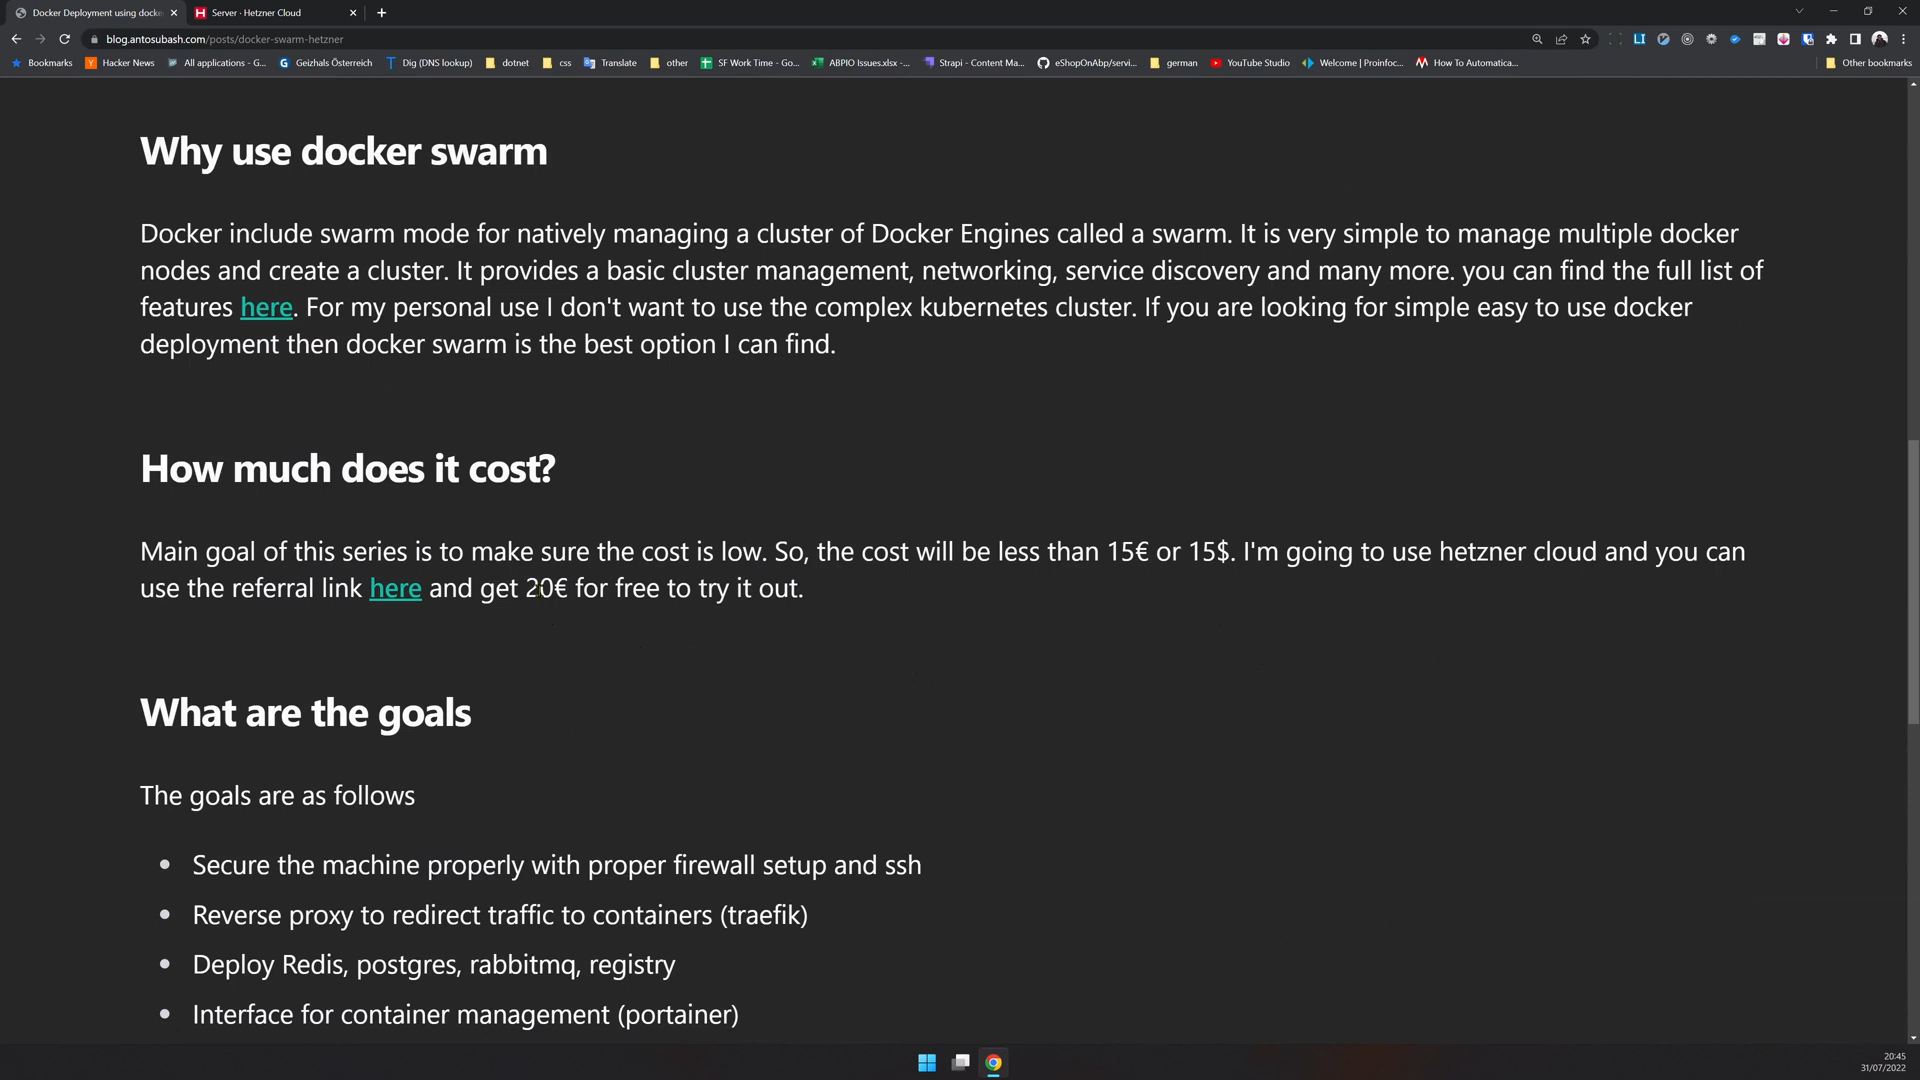 Docker Deployment using docke
Server · Hetzner Cloud
blog.antosubash.com/posts/docker-swarm-hetzner
Bookmarks
Hacker News
All applications - G...
Geizhals Österreich
Dig (DNS lookup)
dotnet
css
Translate
other
SF Work Time - Go...
ABPIO Issues.xlsx -...
Strapi - Content Ma...
eShopOnAbp/servi...
german
YouTube Studio
Welcome | Proinfoc...
How To Automatica...
Other bookmarks
Why use docker swarm
Docker include swarm mode for natively managing a cluster of Docker Engines called a swarm. It is very simple to manage multiple docker
nodes and create a cluster. It provides a basic cluster management, networking, service discovery and many more. you can find the full list of
features here. For my personal use I don't want to use the complex kubernetes cluster. If you are looking for simple easy to use docker
deployment then docker swarm is the best option I can find.
How much does it cost?
Main goal of this series is to make sure the cost is low. So, the cost will be less than 15€ or 15$. I'm going to use hetzner cloud and you can
use the referral link here and get 20€ for free to try it out.
What are the goals
The goals are as follows
• Secure the machine properly with proper firewall setup and ssh
• Reverse proxy to redirect traffic to containers (traefik)
• Deploy Redis, postgres, rabbitmq, registry
• Interface for container management (portainer)
20:45
31/07/2022